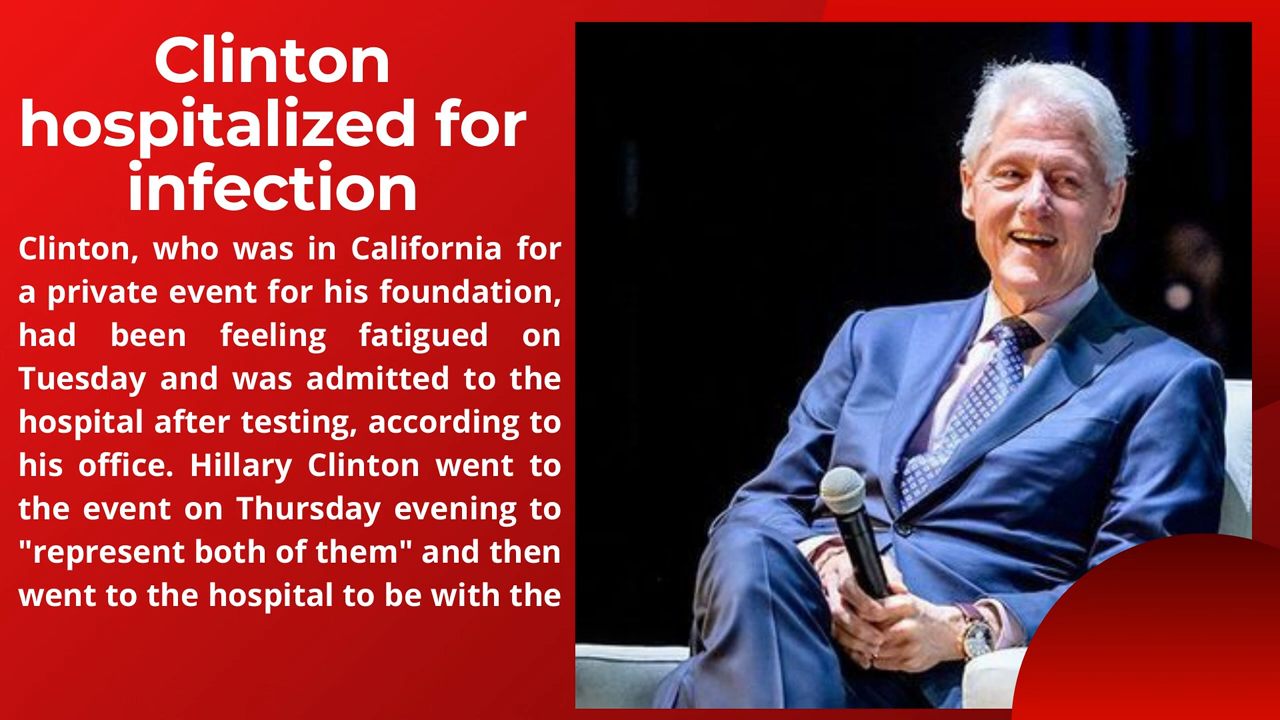 Clinton
hospitalized for
infection
Clinton, who was in California for
a private event for his foundation,
had been feeling fatigued on
Tuesday and was admitted to the
hospital after testing, according to
his office. Hillary Clinton went to
the event on Thursday evening to
"represent both of them" and then
went to the hospital to be with the